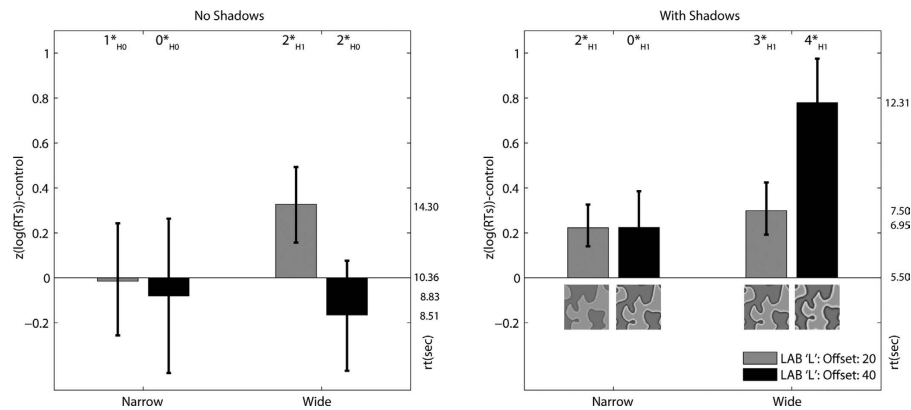 No Shadows
1*H0 0*H0 2*H1 2*H0
1
0.8
0.6
0.4
0.2
0
−0.2
z(log(RTs))-control
14.30
10.36
8.83
8.51
rt(sec)
Narrow Wide
With Shadows
2*H1 0*H1 3*H1 4*H1
1
0.8
0.6
0.4
0.2
0
−0.2
z(log(RTs))-control
12.31
7.50
6.95
5.50
rt(sec)
LAB 'L': Offset: 20
LAB 'L': Offset: 40
Narrow Wide